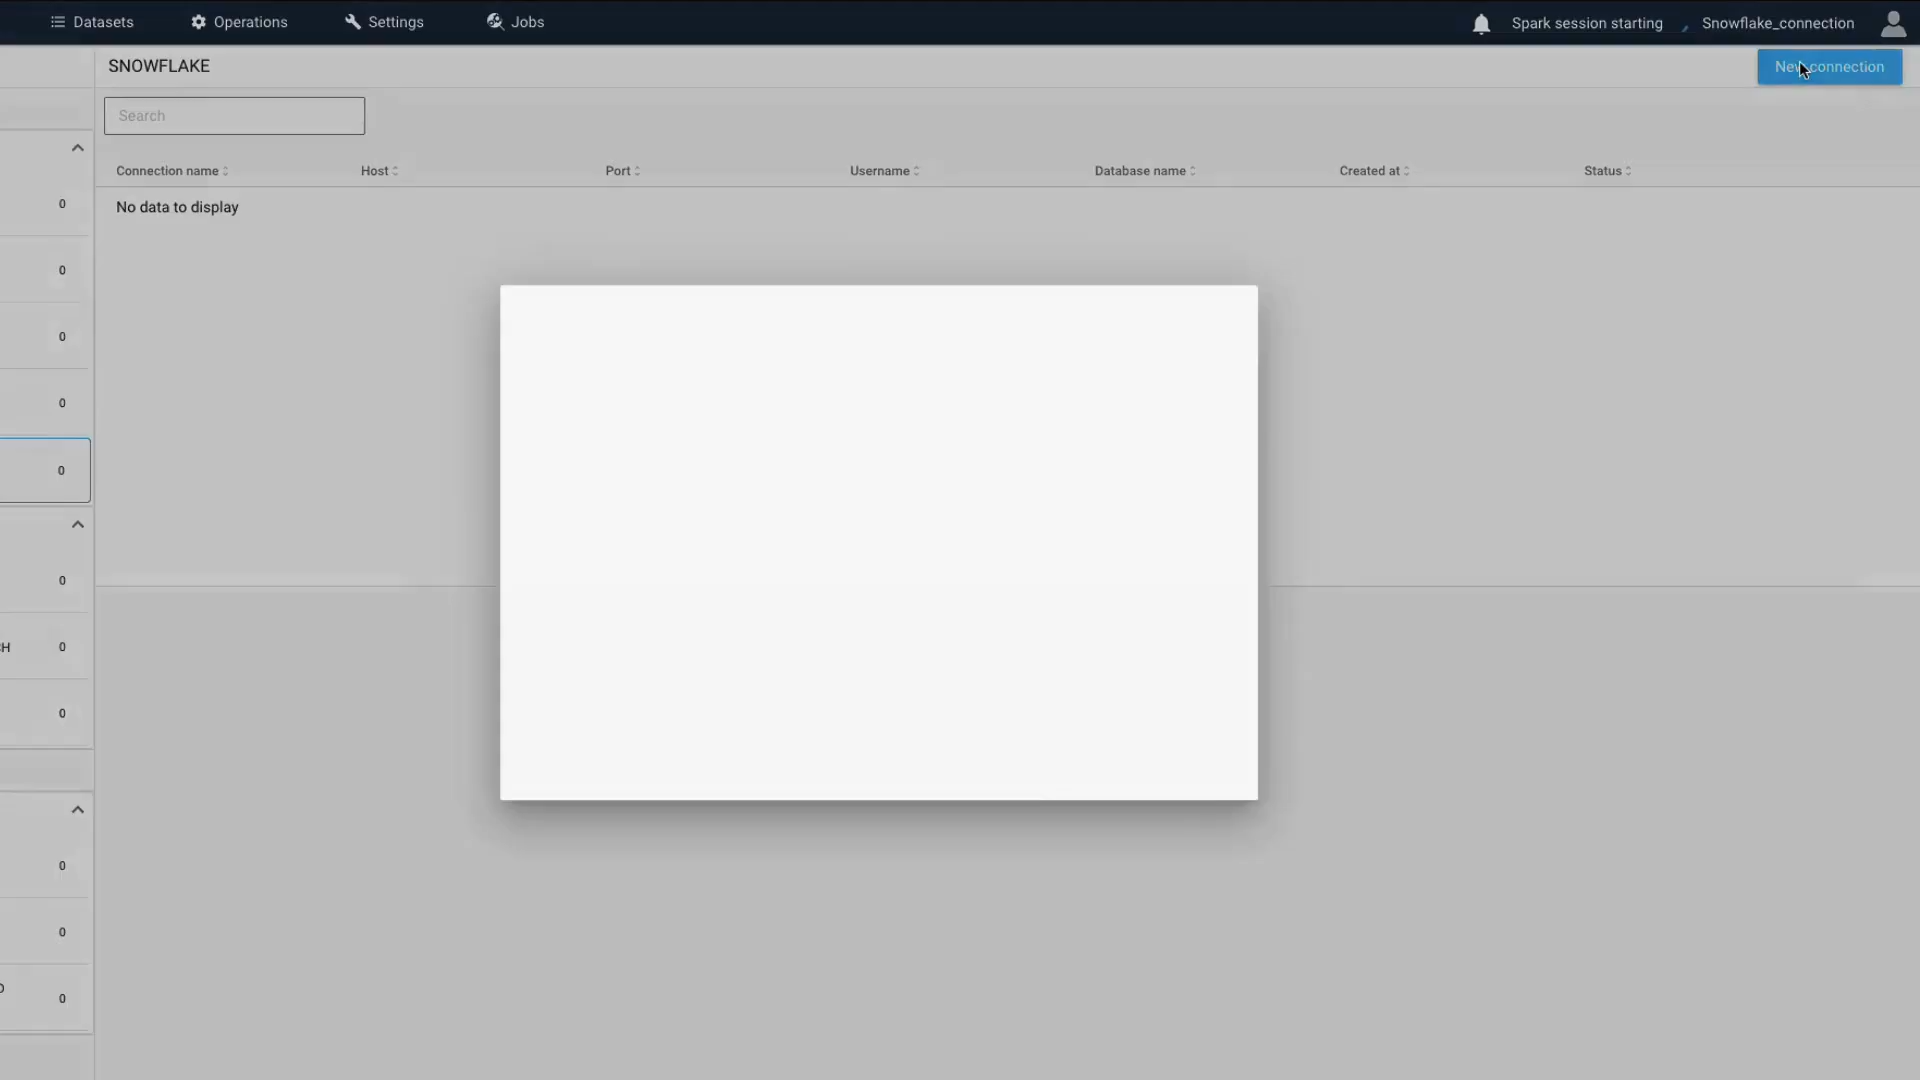 Datasets
Operations
Settings
Jobs
Spark session starting
Snowflake_connection
SNOWFLAKE
New connection
Search
Connection name
Host
Port
Username
Database name
Created at
Status
No data to display
0
0
0
0
0
0
0
0
0
0
0